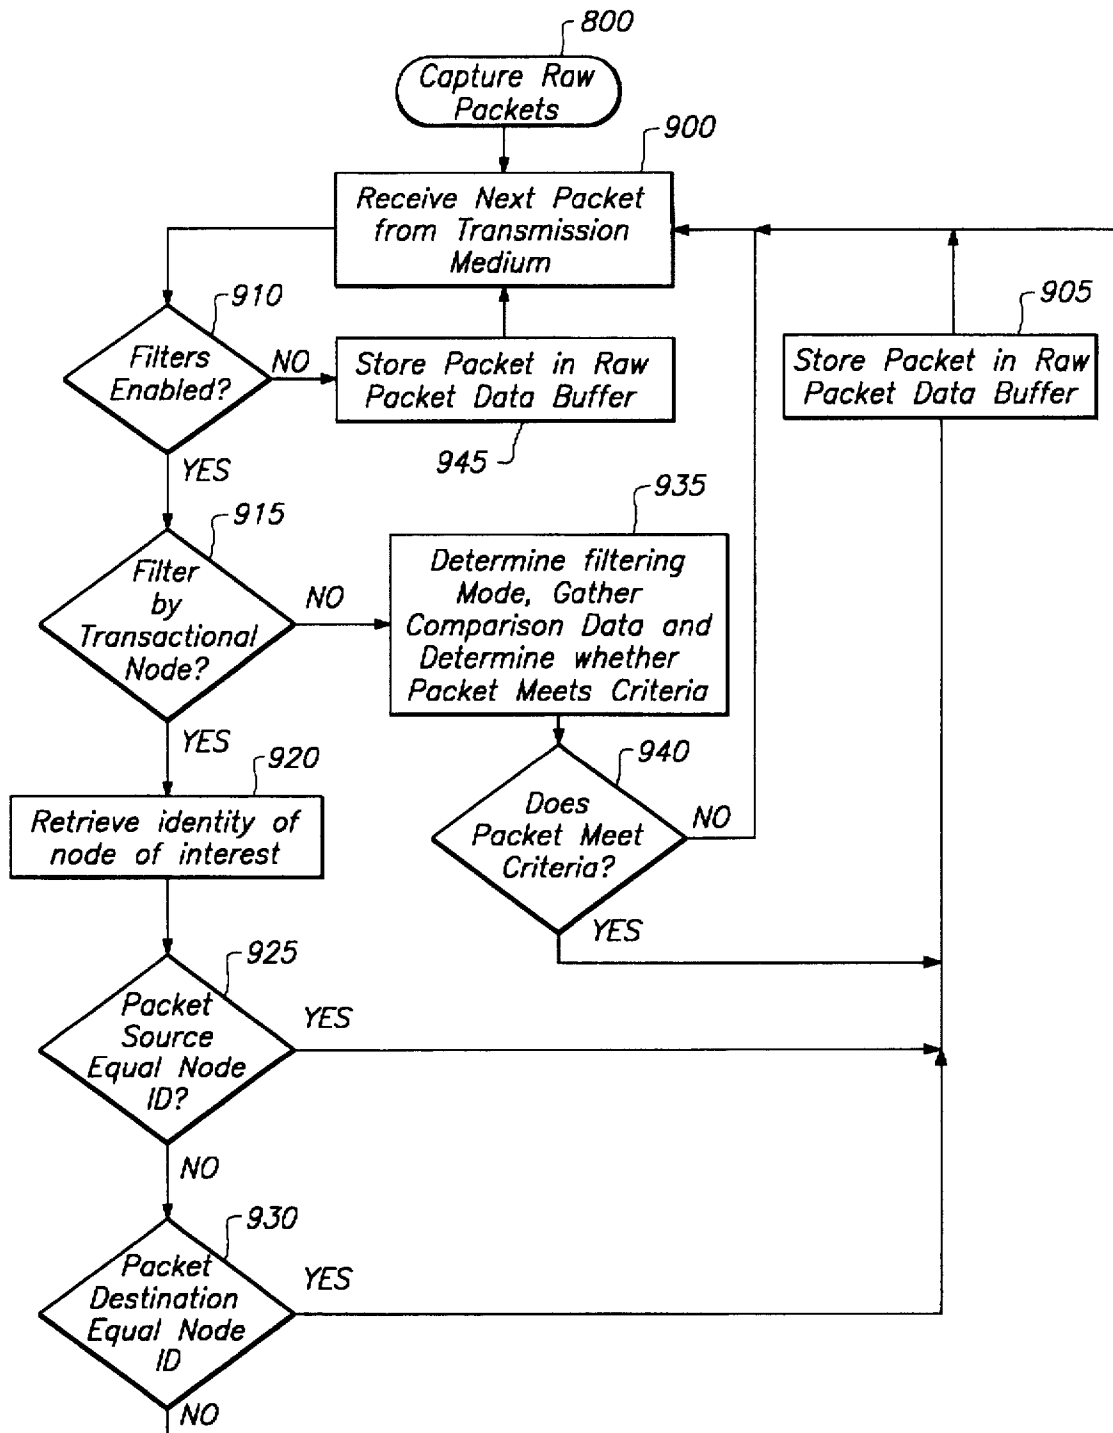 800
Capture Raw
Packets
900
Receive Next Packet
from Transmission
Medium
910
Filters
Enabled?
NO
Store Packet in Raw
Packet Data Buffer
945
905
Store Packet in Raw
Packet Data Buffer
YES
915
Filter
by
Transactional
Node?
NO
935
Determine filtering
Mode, Gather
Comparison Data and
Determine whether
Packet Meets Criteria
YES
920
Retrieve identity of
node of interest
940
Does
Packet Meet
Criteria?
NO
YES
925
Packet
Source
Equal Node
ID?
YES
NO
930
Packet
Destination
Equal Node
ID
YES
NO